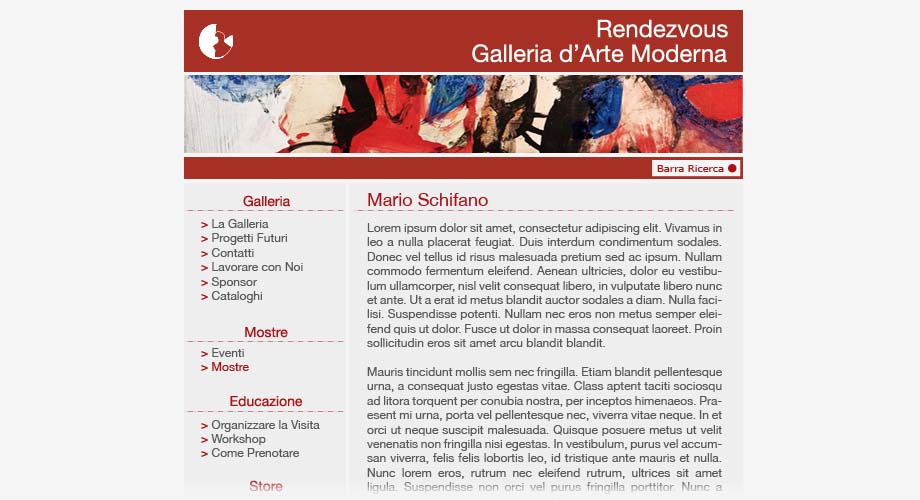 Rendezvous
Galleria d'Arte Moderna
Barra Ricerca
Galleria
> La Galleria
> Progetti Futuri
> Contatti
> Lavorare con Noi
> Sponsor
> Cataloghi
Mostre
> Eventi
> Mostre
Educazione
> Organizzare la Visita
> Workshop
> Come Prenotare
Store
Mario Schifano
Lorem ipsum dolor sit amet, consectetur adipiscing elit. Vivamus in
leo a nulla placerat feugiat. Duis interdum condimentum sodales.
Donec vel tellus id risus malesuada pretium sed ac ipsum. Nullam
commodo fermentum eleifend. Aenean ultricies, dolor eu vestibu-
lum ullamcorper, nisl velit consequat libero, in vulputate libero nunc
et ante. Ut a erat id metus blandit auctor sodales a diam. Nulla faci-
lisi. Suspendisse potenti. Nullam nec eros non metus semper elei-
fend quis ut dolor. Fusce ut dolor in massa consequat laoreet. Proin
sollicitudin eros sit amet arcu blandit blandit.
Mauris tincidunt mollis sem nec fringilla. Etiam blandit pellentesque
urna, a consequat justo egestas vitae. Class aptent taciti sociosqu
ad litora torquent per conubia nostra, per inceptos himenaeos. Pra-
esent mi urna, porta vel pellentesque nec, viverra vitae neque. In et
orci ut neque suscipit malesuada. Quisque posuere metus ut velit
venenatis non fringilla nisi egestas. In vestibulum, purus vel accum-
san viverra, felis felis lobortis leo, id tristique ante mauris et nulla.
Nunc lorem eros, rutrum nec eleifend rutrum, ultrices sit amet
ligula. Suspendisse non orci vel purus fringilla porttitor. Nunc a